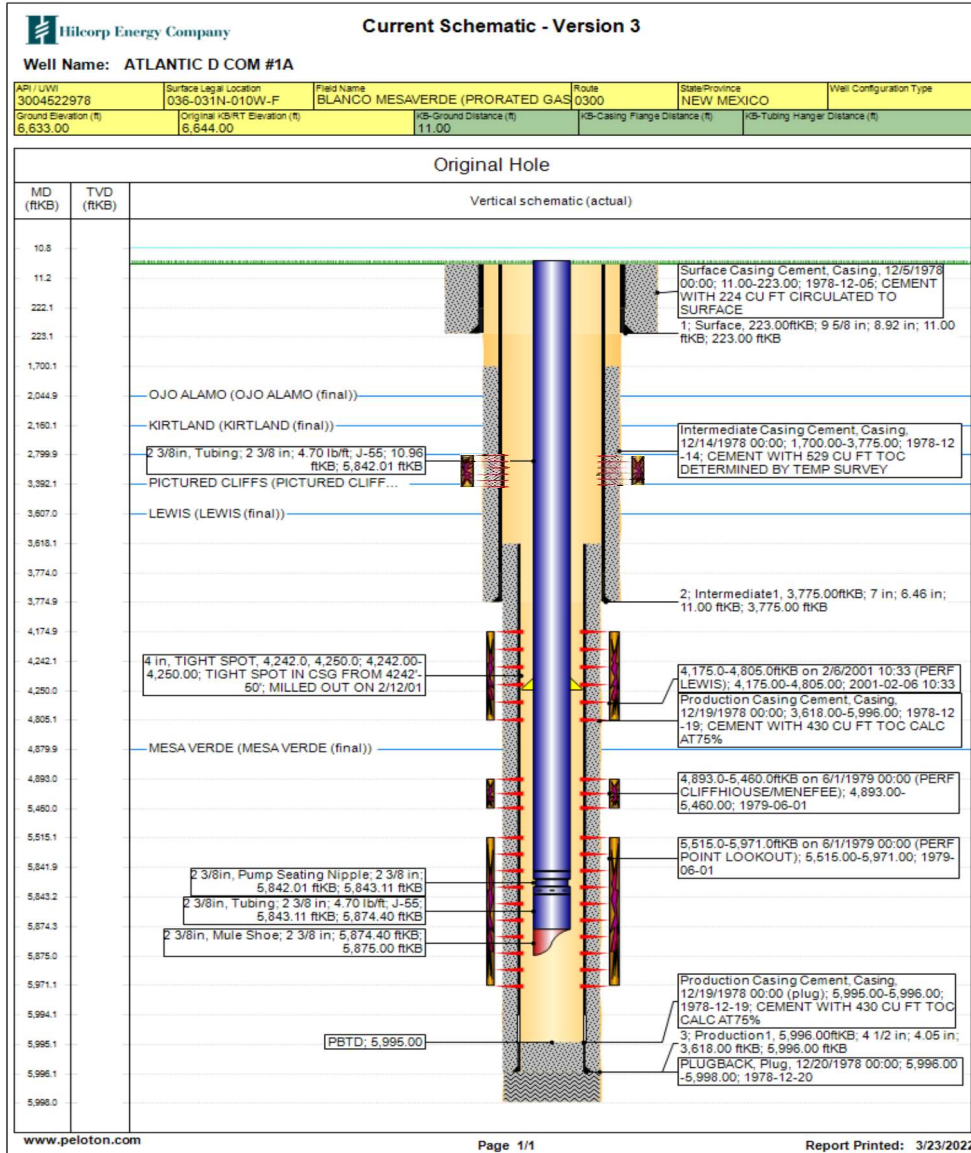 Hilcorp Energy Company
Current Schematic - Version 3
Well Name: ATLANTIC D COM #1A
API / UWI
3004522978
Surface Legal Location
036-031N-010W-F
Field Name
BLANCO MESAVERDE (PRORATED GAS
Route
0300
State/Province
NEW MEXICO
Well Configuration Type
Ground Elevation (ft)
6,633.00
Original KB/RT Elevation (ft)
6,644.00
KB-Ground Distance (ft)
11.00
KB-Casing Flange Distance (ft)
KB-Tubing Hanger Distance (ft)
Original Hole
MD
(ftKB)
TVD
(ftKB)
Vertical schematic (actual)
10.8
11.2
222.1
223.1
1,700.1
2,044.9
2,160.1
2,799.9
3,392.1
3,607.0
3,618.1
3,774.0
3,774.9
4,174.9
4,242.1
4,250.0
4,805.1
4,879.9
4,893.0
5,460.0
5,515.1
5,841.9
5,843.2
5,874.3
5,875.0
5,971.1
5,994.1
5,995.1
5,996.1
5,998.0
OJO ALAMO (OJO ALAMO (final))
KIRTLAND (KIRTLAND (final))
2 3/8in, Tubing; 2 3/8 in; 4.70 lb/ft; J-55; 10.96
ftKB; 5,842.01 ftKB
PICTURED CLIFFS (PICTURED CLIFF...
LEWIS (LEWIS (final))
4 in, TIGHT SPOT, 4,242.0, 4,250.0; 4,242.00-
4,250.00; TIGHT SPOT IN CSG FROM 4242'-
50'; MILLED OUT ON 2/12/01
MESA VERDE (MESA VERDE (final))
2 3/8in, Pump Seating Nipple; 2 3/8 in;
5,842.01 ftKB; 5,843.11 ftKB
2 3/8in, Tubing; 2 3/8 in; 4.70 lb/ft; J-55;
5,843.11 ftKB; 5,874.40 ftKB
2 3/8in, Mule Shoe; 2 3/8 in; 5,874.40 ftKB;
5,875.00 ftKB
PBTD; 5,995.00
Surface Casing Cement, Casing, 12/5/1978
00:00; 11.00-223.00; 1978-12-05; CEMENT
WITH 224 CU FT CIRCULATED TO
SURFACE
1; Surface, 223.00ftKB; 9 5/8 in; 8.92 in; 11.00
ftKB; 223.00 ftKB
Intermediate Casing Cement, Casing,
12/14/1978 00:00; 1,700.00-3,775.00; 1978-12
-14; CEMENT WITH 529 CU FT TOC
DETERMINED BY TEMP SURVEY
2; Intermediate1, 3,775.00ftKB; 7 in; 6.46 in;
11.00 ftKB; 3,775.00 ftKB
4,175.0-4,805.0ftKB on 2/6/2001 10:33 (PERF
LEWIS); 4,175.00-4,805.00; 2001-02-06 10:33
Production Casing Cement, Casing,
12/19/1978 00:00; 3,618.00-5,996.00; 1978-12
-19; CEMENT WITH 430 CU FT TOC CALC
AT75%
4,893.0-5,460.0ftKB on 6/1/1979 00:00 (PERF
CLIFFHIOUSE/MENEFEE); 4,893.00-
5,460.00; 1979-06-01
5,515.0-5,971.0ftKB on 6/1/1979 00:00 (PERF
POINT LOOKOUT); 5,515.00-5,971.00; 1979-
06-01
Production Casing Cement, Casing,
12/19/1978 00:00 (plug); 5,995.00-5,996.00;
1978-12-19; CEMENT WITH 430 CU FT TOC
CALC AT75%
3; Production1, 5,996.00ftKB; 4 1/2 in; 4.05 in;
3,618.00 ftKB; 5,996.00 ftKB
PLUGBACK, Plug, 12/20/1978 00:00; 5,996.00
-5,998.00; 1978-12-20
www.peloton.com
Page 1/1
Report Printed: 3/23/2022